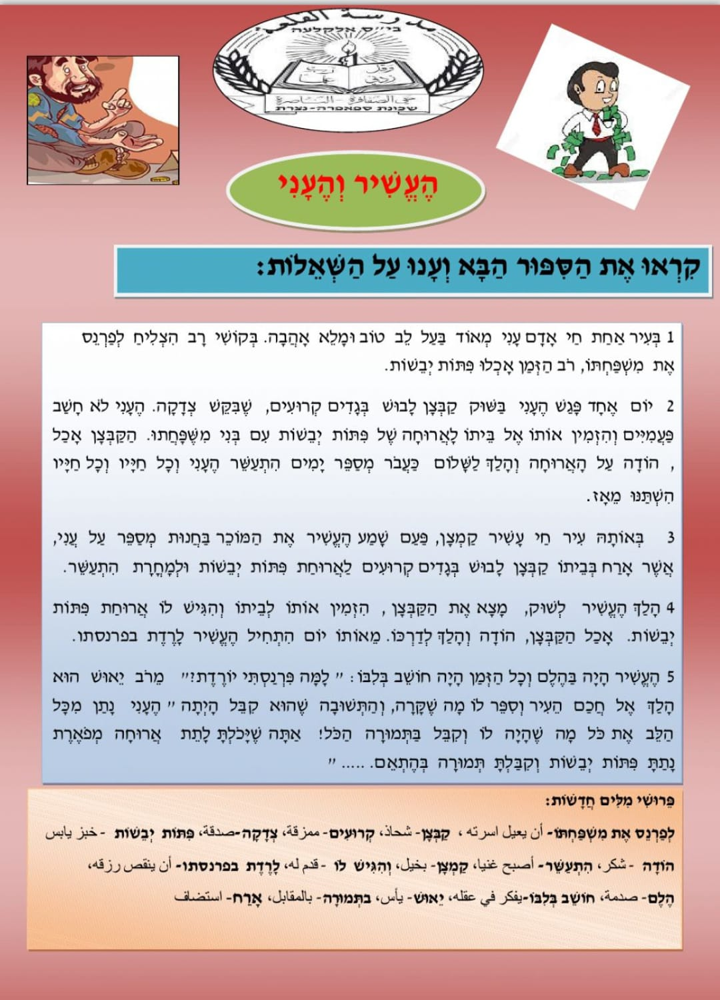 مدرسة القلعة
בי״ס אלקלעה
وقل
زدني
علما
حي الصفافرة - الناصرة
שכונת ספאפרה-נצרת
הֶעֱשִׁיר וְהֶעָנִי
קִרְאוּ אֶת הַסִּפּוּר הַבָּא וְעָנוּ עַל הַשְּׁאֵלוֹת:
1 בְּעִיר אַחַת חַי אָדָם עָנִי מְאוֹד בַּעַל לֵב טוֹב וּמָלֵא אָהֲבָה. בְּקוֹשִׁי רָב הִצְלִיחַ לְפַרְנֵס
אֶת מִשְׁפַּחְתּוֹ, רֹב הַזְּמַן אָכְלוּ פִּתּוֹת יְבֵשׁוֹת.
2 יוֹם אֶחָד פָּגַשׁ הֶעָנִי בַּשּׁוּק קַבְּצָן לָבוּשׁ בְּגָדִים קְרוּעִים, שֶׁבִּקֵּשׁ צְדָקָה. הֶעָנִי לֹא חָשַׁב
פַּעֲמִיִּים וְהִזְמִין אוֹתוֹ אֶל בֵּיתוֹ לָאֲרוּחָה שֶׁל פִּתּוֹת יְבֵשׁוֹת עִם בְּנֵי מִשְׁפָּחֲתוּ. הַקַּבְּצָן אָכַל
, הוֹדָה עַל הָאֲרוּחָה וְהָלַךְ לַשָּׁלוֹם כַּעֲבֹר מִסְפַּר יָמִים הִתְעַשֵּׁר הֶעָנִי וְכָל חַיָּיו וְכָל חַיָּיו
הִשְׁתַּנּוּ מֵאָז.
3 בְּאוֹתָהּ עִיר חַי עָשִׁיר קַמְצָן, פַּעַם שָׁמַע הֶעָשִׁיר אֶת הַמּוֹכֵר בַּחֲנוּת מְסַפֵּר עַל עָנִי,
אֲשֶׁר אָרַח בְּבֵיתוֹ קַבְּצָן לָבוּשׁ בְּגָדִים קְרוּעִים לַאֲרוּחַת פִּתּוֹת יְבֵשׁוֹת וּלְמָחֳרָת הִתְעַשֵּׁר.
4 הָלַךְ הֶעֱשִׁיר לְשׁוּק, מָצָא אֶת הַקַּבְּצָן , הִזְמִין אוֹתוֹ לְבֵיתוֹ וְהִגִּישׁ לוֹ אֲרוּחַת פִּתּוֹת
יְבֵשׁוֹת. אָכַל הַקַּבְּצָן, הוֹדָה וְהָלַךְ לְדַרְכּוֹ. מֵאוֹתוֹ יוֹם הִתְחִיל הֶעֱשִׁיר לָרֶדֶת בפרנסתו.
5 הֶעֱשִׁיר הָיָה בַּהֶלֶם וְכָל הַזְּמַן הָיָה חוֹשֵׁב בְּלִבּוֹ: ״ לָמָּה פַּרְנַסְתִּי יוֹרֶדֶת?״ מֵרֹב יֵאוּשׁ הוּא
הָלַךְ אֶל חֲכַם הָעִיר וְסִפֵּר לוֹ מָה שֶׁקָּרָה, וְהַתְּשׁוּבָה שֶׁהוּא קִבֵּל הָיְתָה ״ הֶעָנִי נָתַן מִכָּל
הַלֵּב אֶת כֹּל מָה שֶׁהָיָה לוֹ וְקִבֵּל בַּתְּמוּרָה הַכֹּל! אַתָּה שֶׁיָּכֹלְתָּ לָתֵת אֲרוּחָה מְפֹאֶרֶת
נָתַתָּ פִּתּוֹת יְבֵשׁוֹת וְקִבַּלְתָּ תְּמוּרָה בְּהֶתְאֵם. ..... ״
פֵּרוּשֵׁי מִלִּים חֲדָשׁוֹת:
לְפַרְנֵס אֶת מִשְׁפַּחְתּוֹ- أن يعيل اسرته ، קַבְּצָן- شحاذ، קְרוּעִים- ممزقة، צְדָקָה-صدقة، פִּתּוֹת יְבֵשׁוֹת - خبز يابس
הוֹדָה - شكر، הִתְעַשֵּׁר- أصبح غنيا، קַמְצָן- بخيل، וְהִגִּישׁ לוֹ - قدم له، לָרֶדֶת בפרנסתו- أن ينقص رزقه،
הֶלֶם- صدمة، חוֹשֵׁב בְּלִבּוֹ-يفكر في عقله، יֵאוּשׁ- يأس، בתְּמוּרָה- بالمقابل، אָרַח- استضاف